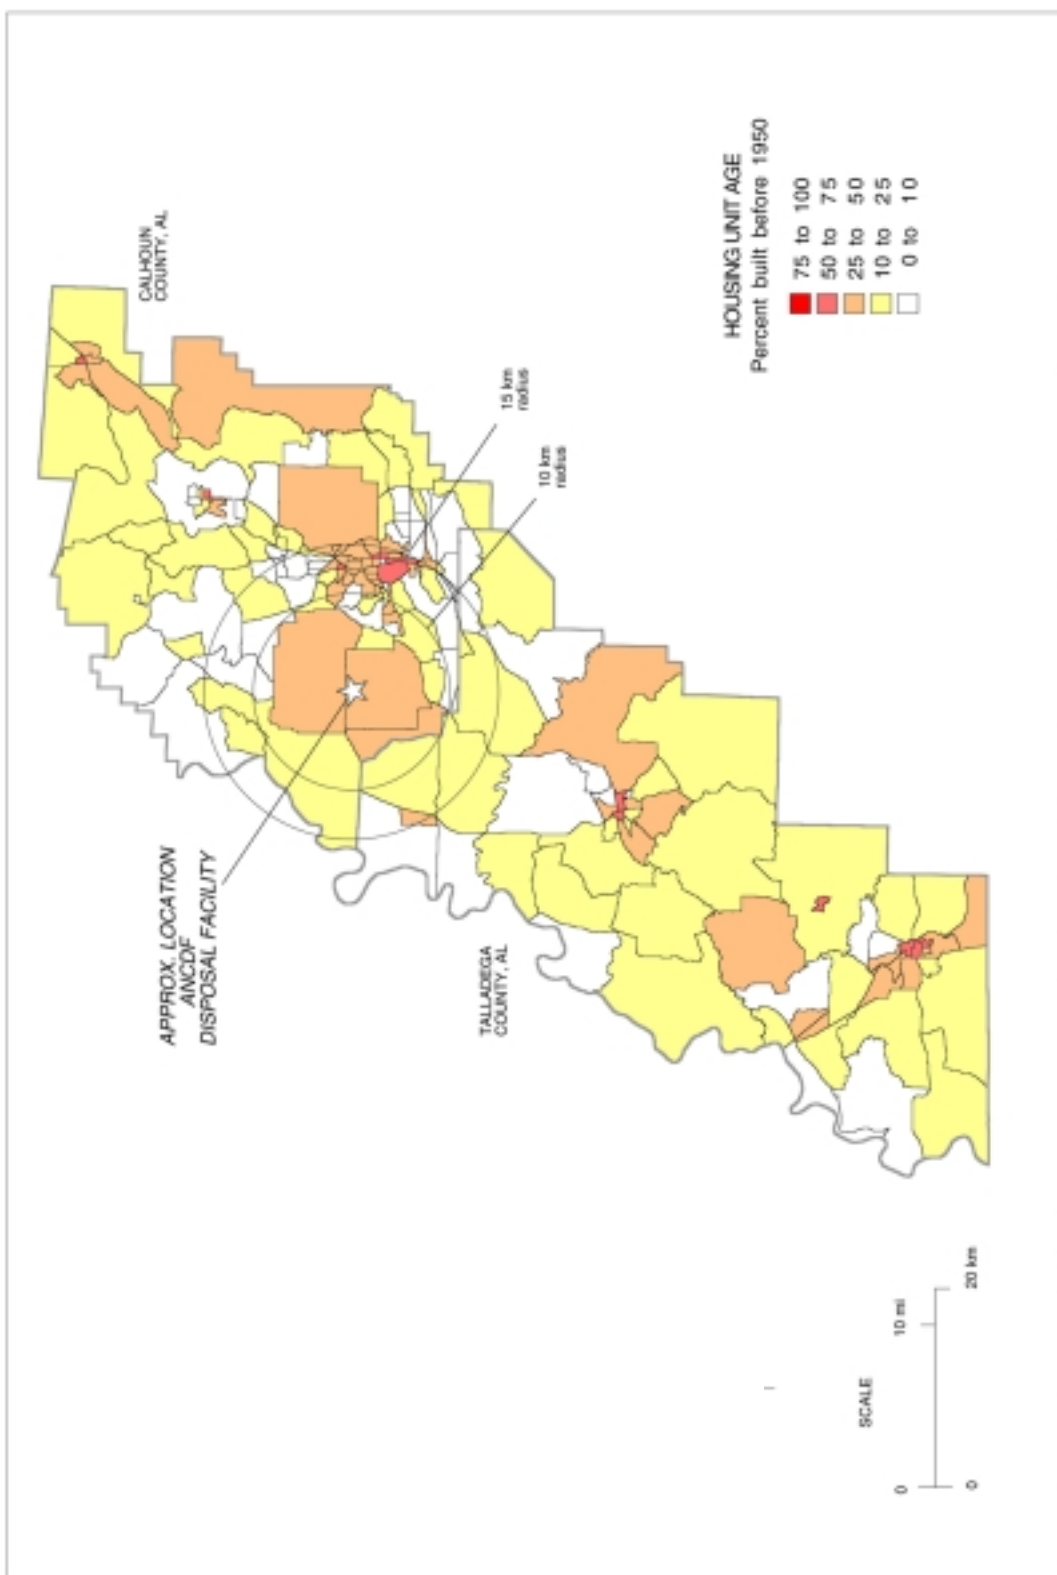 CALHOUN
COUNTY, AL
APPROX. LOCATION
ANCDF
DISPOSAL FACILITY
15 km
radius
10 km
radius
TALLADEGA
COUNTY, AL
HOUSING UNIT AGE
Percent built before 1950
75 to 100
50 to 75
25 to 50
10 to 25
0 to 10
SCALE
0 10 mi
0 20 km